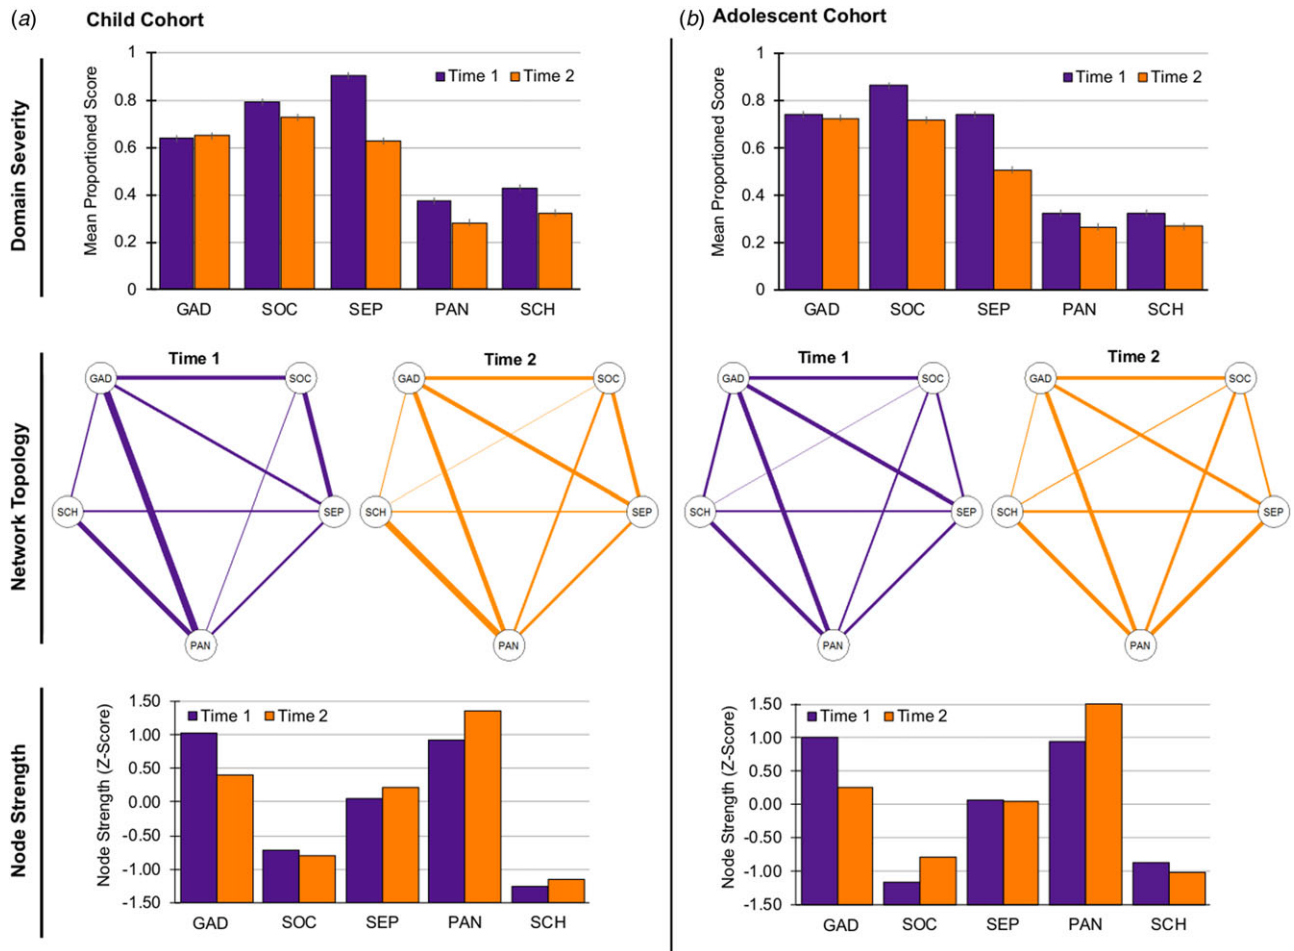 (a) Child Cohort
Domain Severity
Mean Proportioned Score
1
0.8
0.6
0.4
0.2
0
Time 1 Time 2
GAD SOC SEP PAN SCH
Network Topology
Time 1
GAD SOC
SCH SEP
PAN
Time 2
GAD SOC
SCH SEP
PAN
Node Strength
Node Strength (Z-Score)
1.50
1.00
0.50
0.00
-0.50
-1.00
-1.50
Time 1 Time 2
GAD SOC SEP PAN SCH
(b) Adolescent Cohort
Mean Proportioned Score
1
0.8
0.6
0.4
0.2
0
Time 1 Time 2
GAD SOC SEP PAN SCH
Time 1
GAD SOC
SCH SEP
PAN
Time 2
GAD SOC
SCH SEP
PAN
Node Strength (Z-Score)
1.50
1.00
0.50
0.00
-0.50
-1.00
-1.50
Time 1 Time 2
GAD SOC SEP PAN SCH